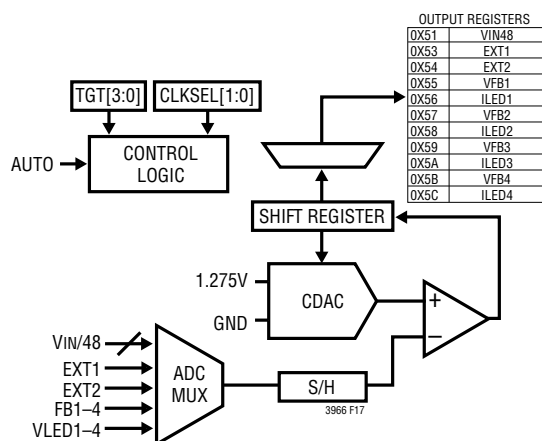 OUTPUT REGISTERS
0X51 VIN48
0X53 EXT1
0X54 EXT2
0X55 VFB1
0X56 ILED1
0X57 VFB2
0X58 ILED2
0X59 VFB3
0X5A ILED3
0X5B VFB4
0X5C ILED4
TGT[3:0] CLKSEL[1:0]
AUTO
CONTROL
LOGIC
SHIFT REGISTER
1.275V
CDAC
GND
+
–
VIN/48
EXT1
EXT2
FB1–4
VLED1–4
ADC
MUX
S/H
3966 F17